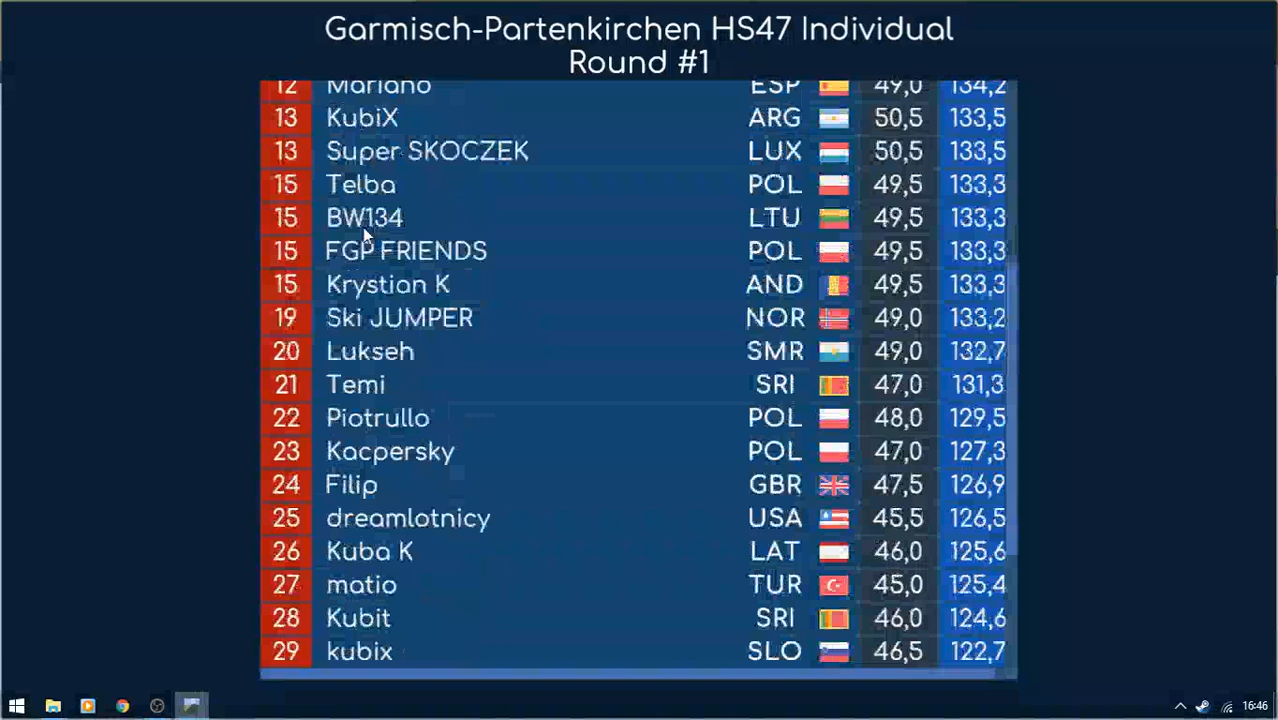 Garmisch-Partenkirchen HS47 Individual
Round #1
12 Mariano ESP 49,0 134,2
13 KubiX ARG 50,5 133,5
13 Super SKOCZEK LUX 50,5 133,5
15 Telba POL 49,5 133,3
15 BW134 LTU 49,5 133,3
15 FGP FRIENDS POL 49,5 133,3
15 Krystian K AND 49,5 133,3
19 Ski JUMPER NOR 49,0 133,2
20 Lukseh SMR 49,0 132,7
21 Temi SRI 47,0 131,3
22 Piotrullo POL 48,0 129,5
23 Kacpersky POL 47,0 127,3
24 Filip GBR 47,5 126,9
25 dreamlotnicy USA 45,5 126,5
26 Kuba K LAT 46,0 125,6
27 matio TUR 45,0 125,4
28 Kubit SRI 46,0 124,6
29 kubix SLO 46,5 122,7
16:46